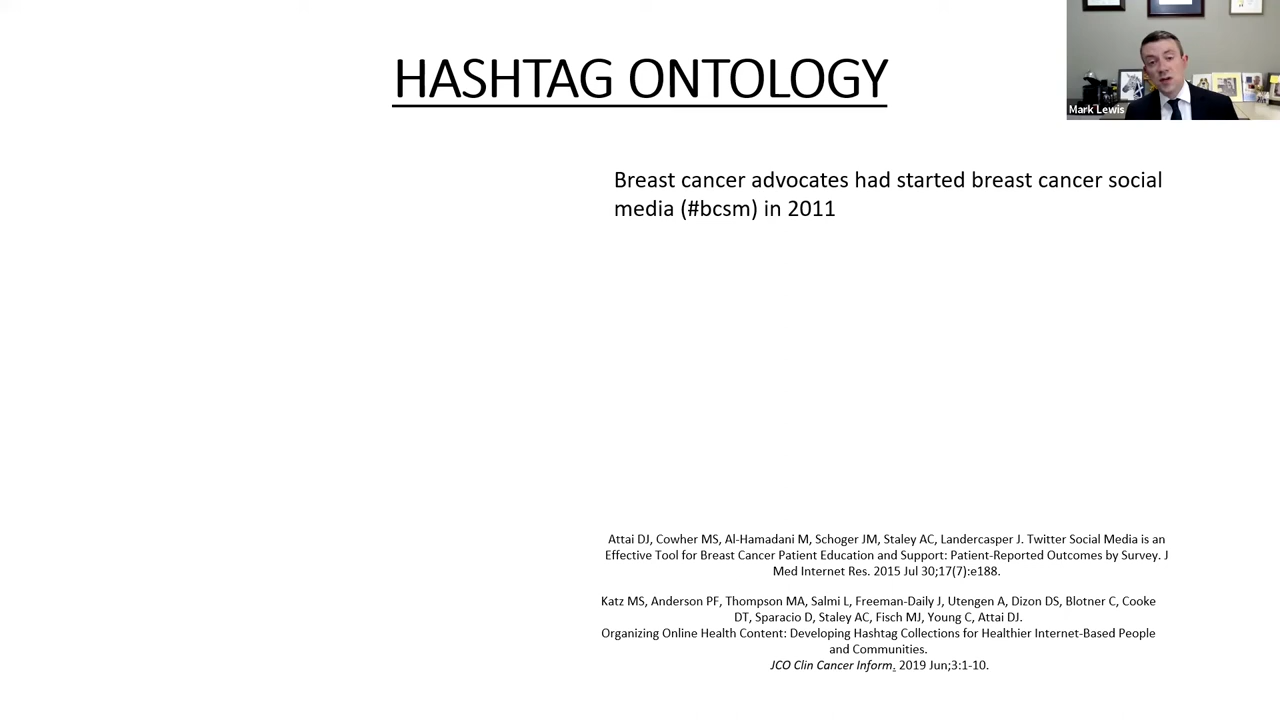 HASHTAG ONTOLOGY
Mark Lewis
Breast cancer advocates had started breast cancer social
media (#bcsm) in 2011
Attai DJ, Cowher MS, Al-Hamadani M, Schoger JM, Staley AC, Landercasper J. Twitter Social Media is an
Effective Tool for Breast Cancer Patient Education and Support: Patient-Reported Outcomes by Survey. J
Med Internet Res. 2015 Jul 30;17(7):e188.
Katz MS, Anderson PF, Thompson MA, Salmi L, Freeman-Daily J, Utengen A, Dizon DS, Blotner C, Cooke
DT, Sparacio D, Staley AC, Fisch MJ, Young C, Attai DJ.
Organizing Online Health Content: Developing Hashtag Collections for Healthier Internet-Based People
and Communities.
JCO Clin Cancer Inform. 2019 Jun;3:1-10.